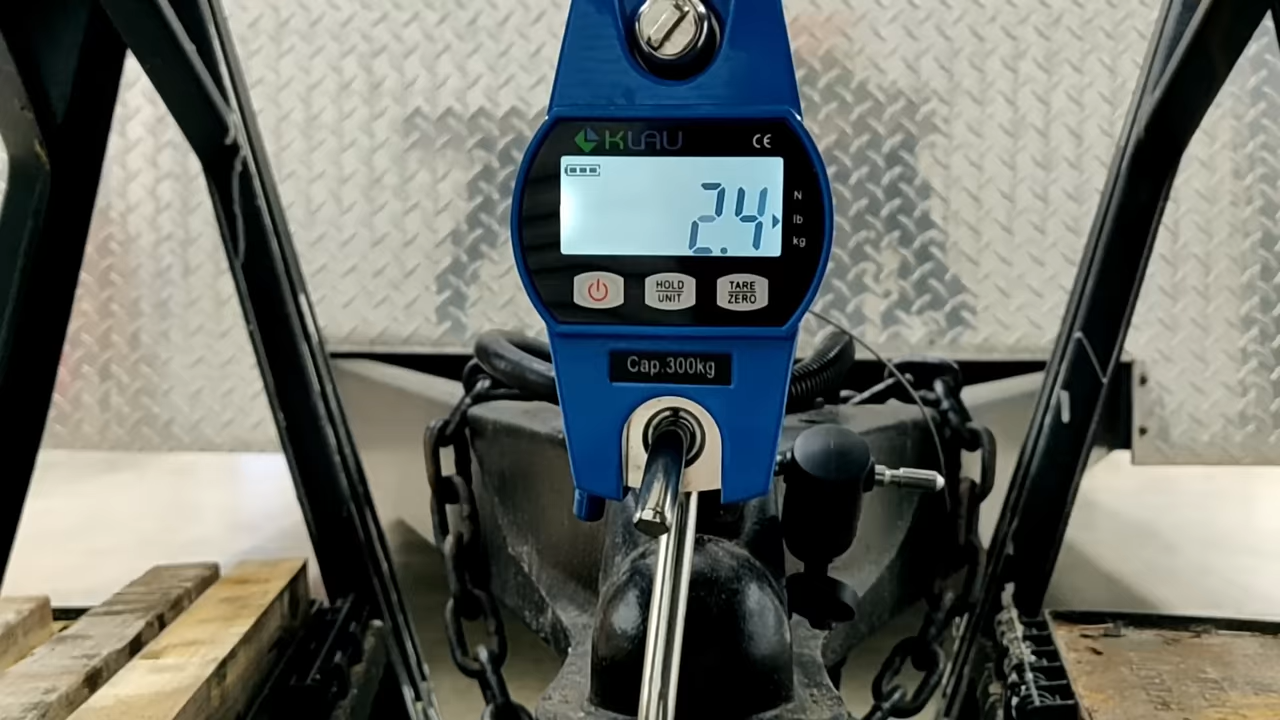 KLAU
CE
2.4
N
lb
kg
HOLD
UNIT
TARE
ZERO
Cap.300kg